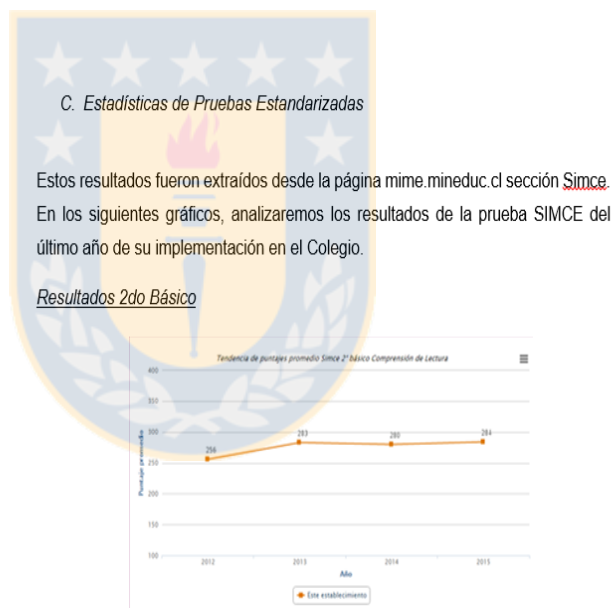 C. Estadísticas de Pruebas Estandarizadas
Estos resultados fueron extraídos desde la página mime.mineduc.cl sección Simce.
En los siguientes gráficos, analizaremos los resultados de la prueba SIMCE del
último año de su implementación en el Colegio.
Resultados 2do Básico
Tendencia de puntajes promedio Simce 2° básico Comprensión de Lectura
400
350
300
250
200
150
100
Puntaje promedio
256
283
280
284
2012
2013
2014
2015
Año
Este establecimiento